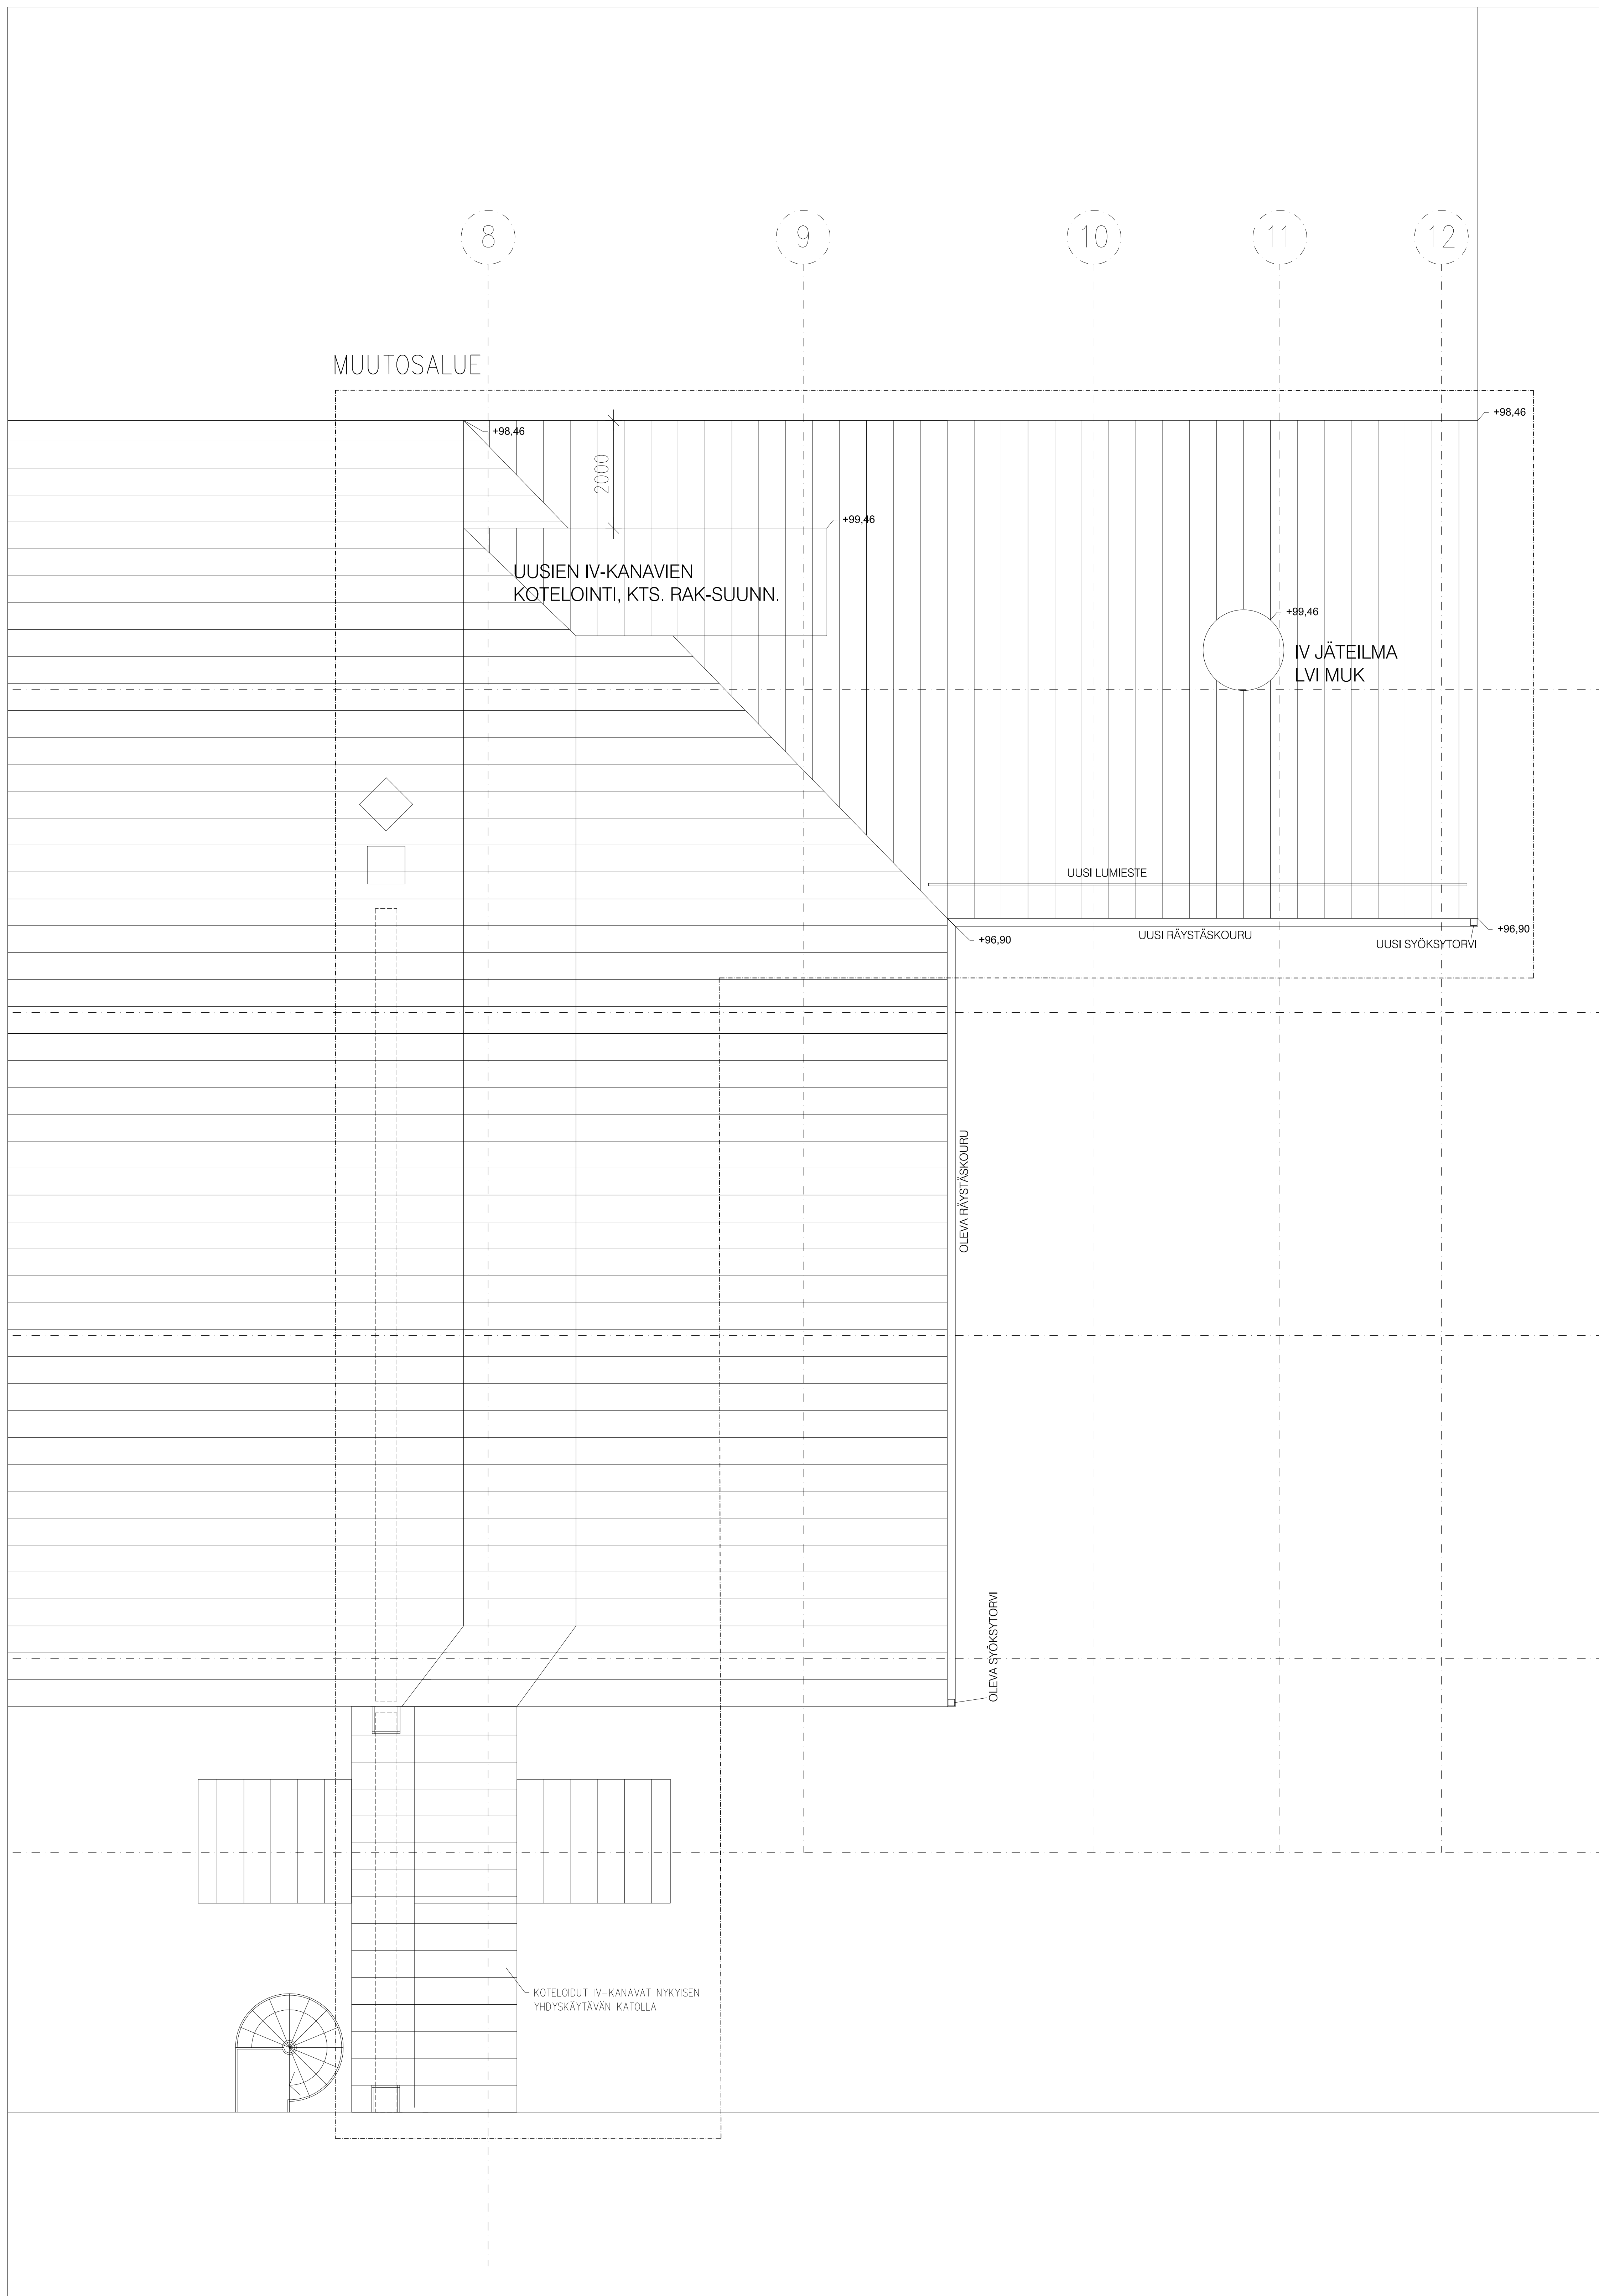 8
9
10
11
12
MUUTOSALUE
+98,46
+98,46
2000
+99,46
UUSIEN IV-KANAVIEN
KOTELOINTI, KTS. RAK-SUUNN.
+99,46
IV JÄTEILMA
LVI MUK
UUSI LUMIESTE
+96,90
UUSI RÄYSTÄSKOURU
+96,90
UUSI SYÖKSYTORVI
OLEVA RÄYSTÄSKOURU
OLEVA SYÖKSYTORVI
KOTELOIDUT IV-KANAVAT NYKYISEN
YHDYSKÄYTÄVÄN KATOLLA